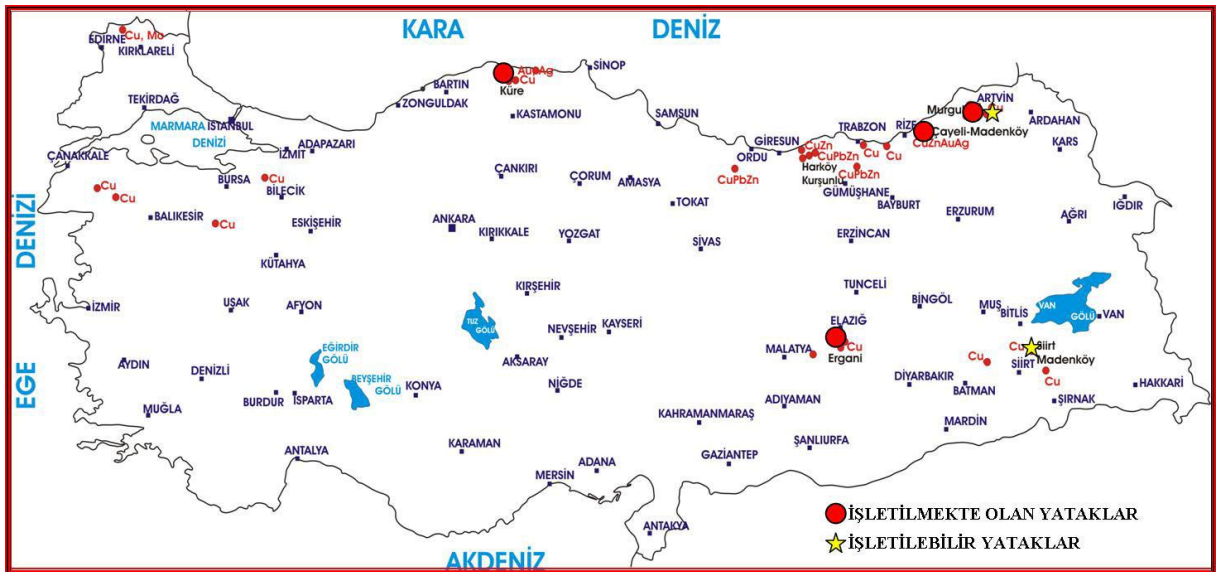 KARA DENİZ
EDİRNE
Cu, Mo
KIRKLARELİ
TEKİRDAĞ
MARMARA
DENİZİ
İSTANBUL
ÇANAKKALE
İZMİT
ADAPAZARI
ZONGULDAK
BARTIN
AuAg
Cu
Küre
KASTAMONU
SİNOP
SAMSUN
ORDU
GİRESUN
CuZn
CuPbZn
CuPbZn
Harköy
Kurşunlu
TRABZON
Cu
Cu
CuPbZn
GÜMÜŞHANE
BAYBURT
RİZE
Çayeli-Madenköy
CuZnAuAg
ARTVİN
ARDAHAN
KARS
IĞDIR
AĞRI
ERZURUM
Cu
Cu
BURSA
Cu
BİLECİK
BALIKESİR
Cu
ESKİŞEHİR
KÜTAHYA
ÇANKIRI
ÇORUM
AMASYA
TOKAT
ANKARA
KIRIKKALE
YOZGAT
SİVAS
ERZİNCAN
EGE DENİZİ
İZMİR
UŞAK
AFYON
TUZ
GÖLÜ
KIRŞEHİR
NEVŞEHİR
KAYSERİ
AKSARAY
NİĞDE
TUNCELİ
BİNGÖL
MUŞ
BİTLİS
VAN
GÖLÜ
VAN
ELAZIĞ
Cu
Ergani
MALATYA
Cu
Siirt
Madenköy
SİİRT
Cu
DİYARBAKIR
BATMAN
ŞIRNAK
HAKKARİ
MARDİN
AYDIN
DENİZLİ
MUĞLA
EĞİRDİR
GÖLÜ
BEYŞEHİR
GÖLÜ
BURDUR
ISPARTA
KONYA
ANTALYA
KARAMAN
MERSİN
ADANA
KAHRAMANMARAŞ
ADIYAMAN
GAZİANTEP
ŞANLIURFA
ANTAKYA
AKDENİZ
İŞLETİLMEKTE OLAN YATAKLAR
İŞLETİLEBİLİR YATAKLAR